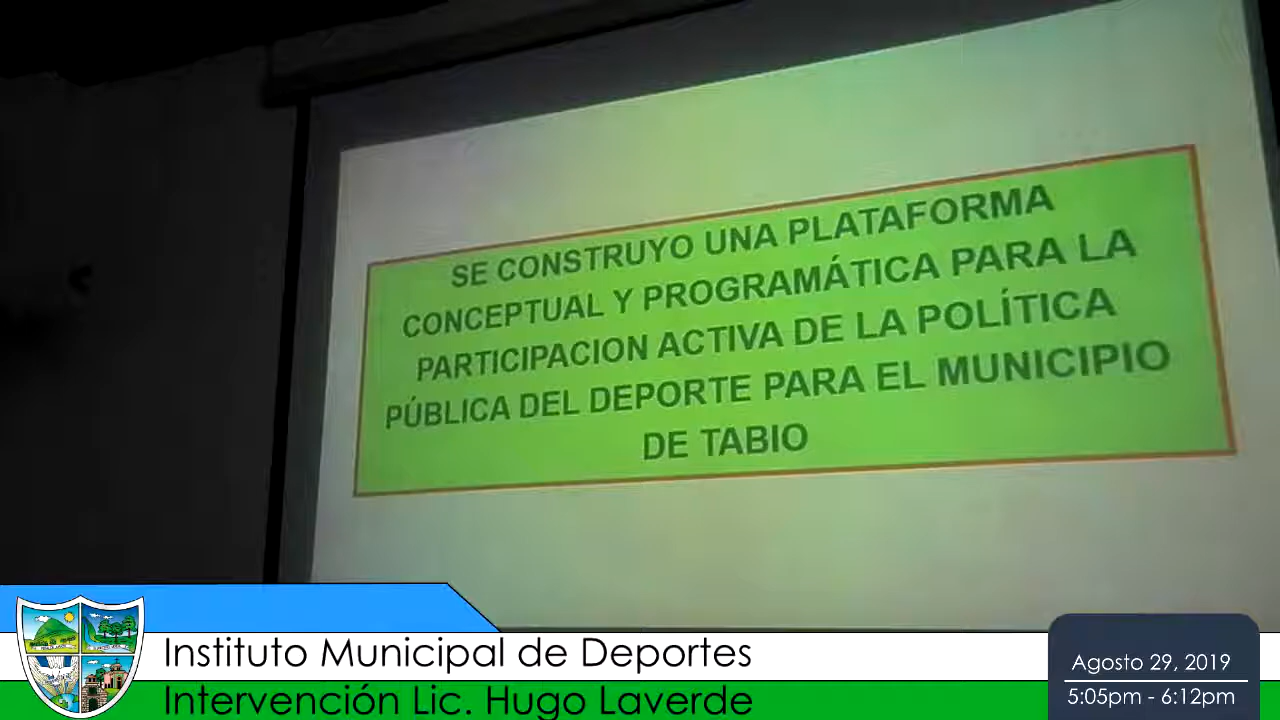 SE CONSTRUYO UNA PLATAFORMA
CONCEPTUAL Y PROGRAMÁTICA PARA LA
PARTICIPACION ACTIVA DE LA POLÍTICA
PÚBLICA DEL DEPORTE PARA EL MUNICIPIO
DE TABIO
Instituto Municipal de Deportes
Intervención Lic. Hugo Laverde
Agosto 29, 2019
5:05pm - 6:12pm